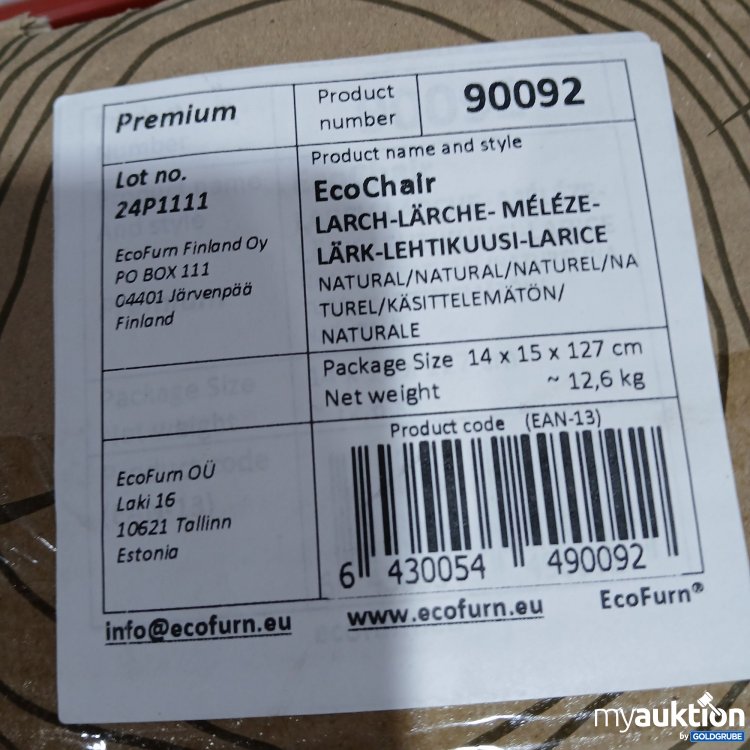 Premium
Product number
90092
Lot no.
24P1111
EcoFurn Finland Oy
PO BOX 111
04401 Järvenpää
Finland
Product name and style
EcoChair
LARCH-LÄRCHE- MÉLÉZE-
LÄRK-LEHTIKUUSI-LARICE
NATURAL/NATURAL/NATUREL/NA
TUREL/KÄSITTELEMÄTÖN/
NATURALE
Package Size 14 x 15 x 127 cm
Net weight ~ 12,6 kg
EcoFurn OÜ
Laki 16
10621 Tallinn
Estonia
Product code (EAN-13)
6 430054 490092
info@ecofurn.eu
www.ecofurn.eu
EcoFurn®
myauktion
by GOLDGRUBE